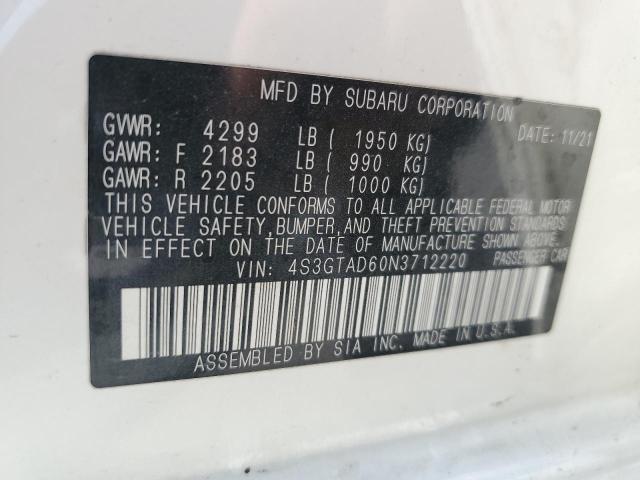 MFD BY SUBARU CORPORATION
GVWR: 4299 LB ( 1950 KG) DATE: 11/21
GAWR: F 2183 LB ( 990 KG)
GAWR: R 2205 LB ( 1000 KG)
THIS VEHICLE CONFORMS TO ALL APPLICABLE FEDERAL MOTOR
VEHICLE SAFETY,BUMPER,AND THEFT PREVENTION STANDARDS
IN EFFECT ON THE DATE OF MANUFACTURE SHOWN ABOVE.
VIN: 4S3GTAD60N3712220 PASSENGER CAR
ASSEMBLED BY SIA INC. MADE IN U.S.A.